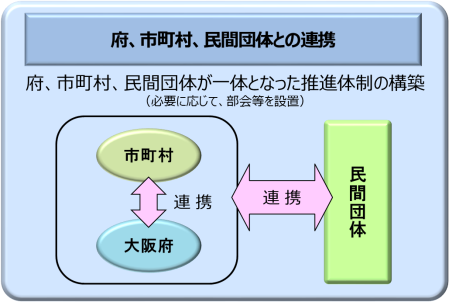 府、市町村、民間団体との連携
府、市町村、民間団体が一体となった推進体制の構築
（必要に応じて、部会等を設置）
市町村
連 携
大阪府
連 携
民間団体